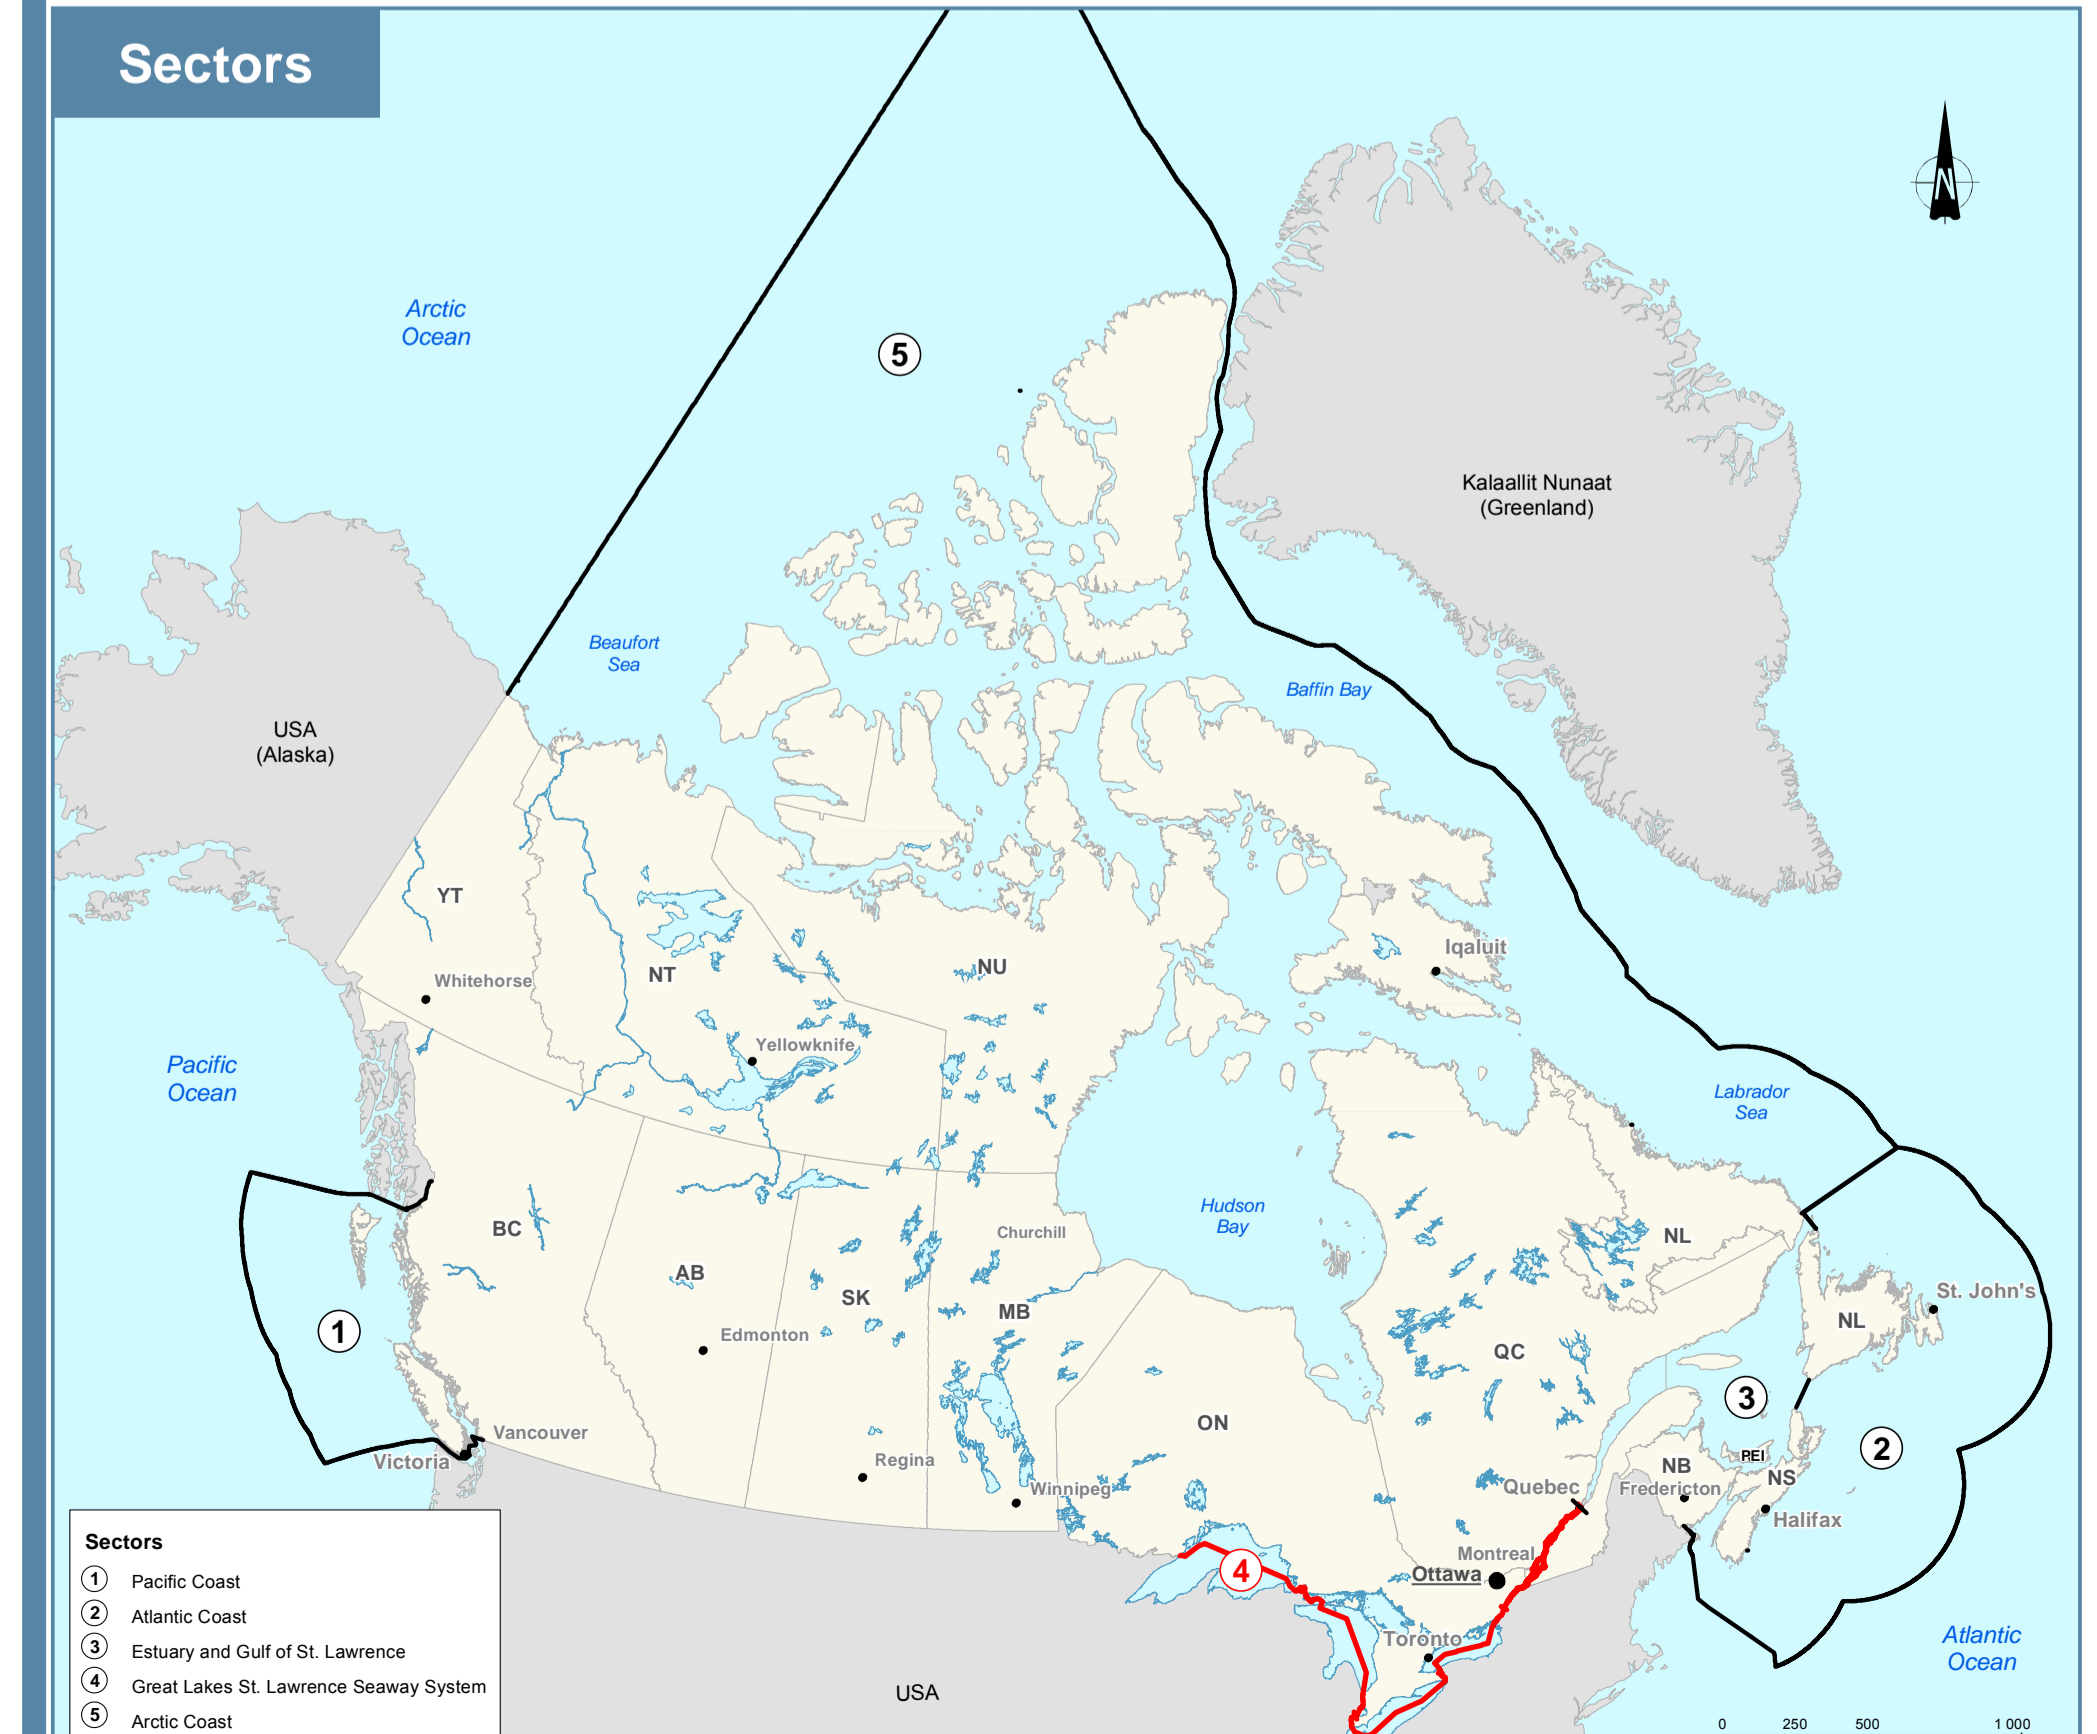 Sectors
N
Arctic
Ocean
5
Kalaallit Nunaat
(Greenland)
Beaufort
Sea
Baffin Bay
USA
(Alaska)
YT
Whitehorse
NT
NU
Iqaluit
Yellowknife
Pacific
Ocean
Labrador
Sea
Hudson
Bay
BC
AB
SK
Churchill
MB
NL
St. John's
NL
1
Edmonton
QC
3
ON
2
Vancouver
Victoria
Regina
Winnipeg
PEI
NB
NS
Quebec
Fredericton
Halifax
Montreal
Ottawa
4
Toronto
Atlantic
Ocean
USA
Sectors
1 Pacific Coast
2 Atlantic Coast
3 Estuary and Gulf of St. Lawrence
4 Great Lakes St. Lawrence Seaway System
5 Arctic Coast
0 250 500 1 000